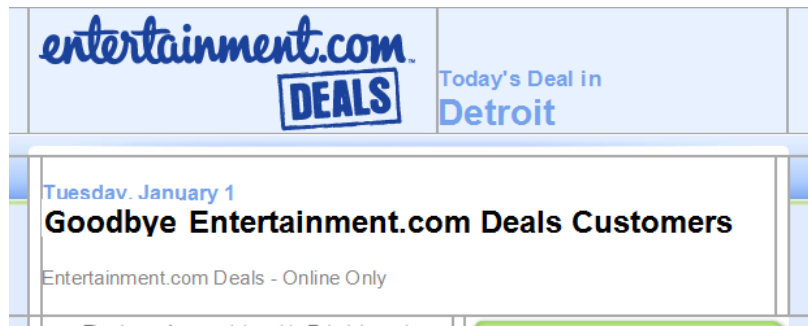 entertainment.com™
DEALS
Today's Deal in
Detroit
Tuesday, January 1
Goodbye Entertainment.com Deals Customers
Entertainment.com Deals - Online Only